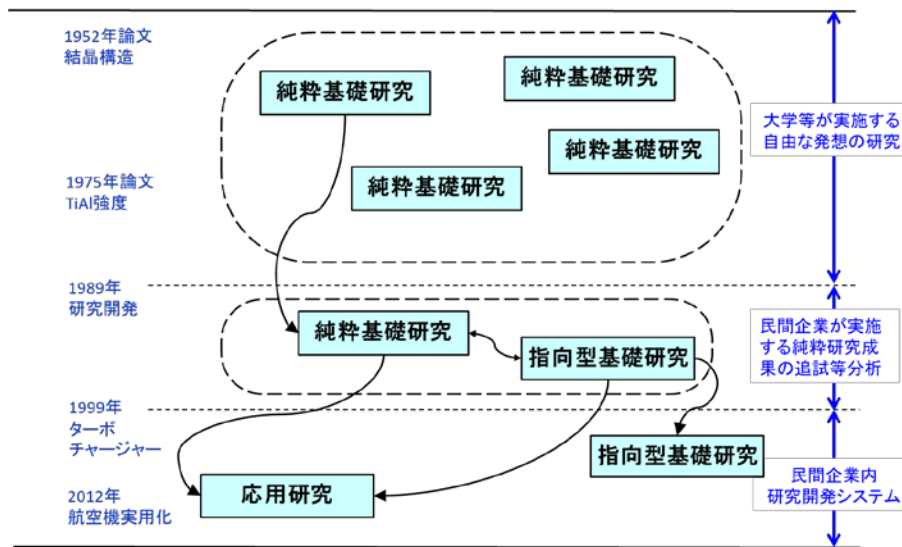 1952年論文
結晶構造
純粋基礎研究
純粋基礎研究
大学等が実施する
自由な発想の研究
純粋基礎研究
1975年論文
TiAl強度
純粋基礎研究
1989年
研究開発
純粋基礎研究
指向型基礎研究
民間企業が実施
する純粋研究成
果の追試等分析
1999年
ターボ
チャージャー
指向型基礎研究
民間企業内
研究開発システム
応用研究
2012年
航空機実用化